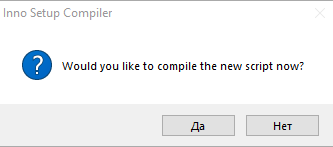 Inno Setup Compiler
Would you like to compile the new script now?
Да
Нет